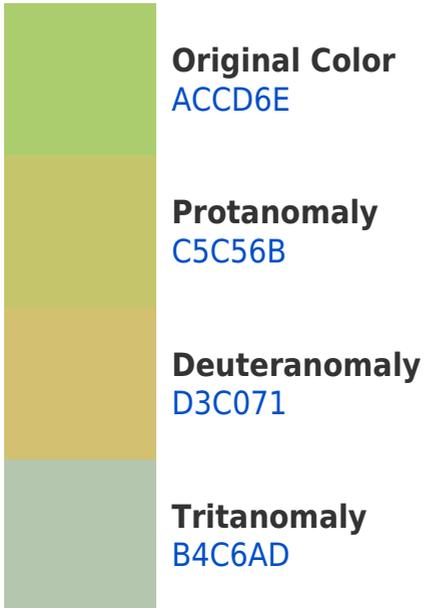 Original Color
ACCD6E
Protanomaly
C5C56B
Deuteranomaly
D3C071
Tritanomaly
B4C6AD